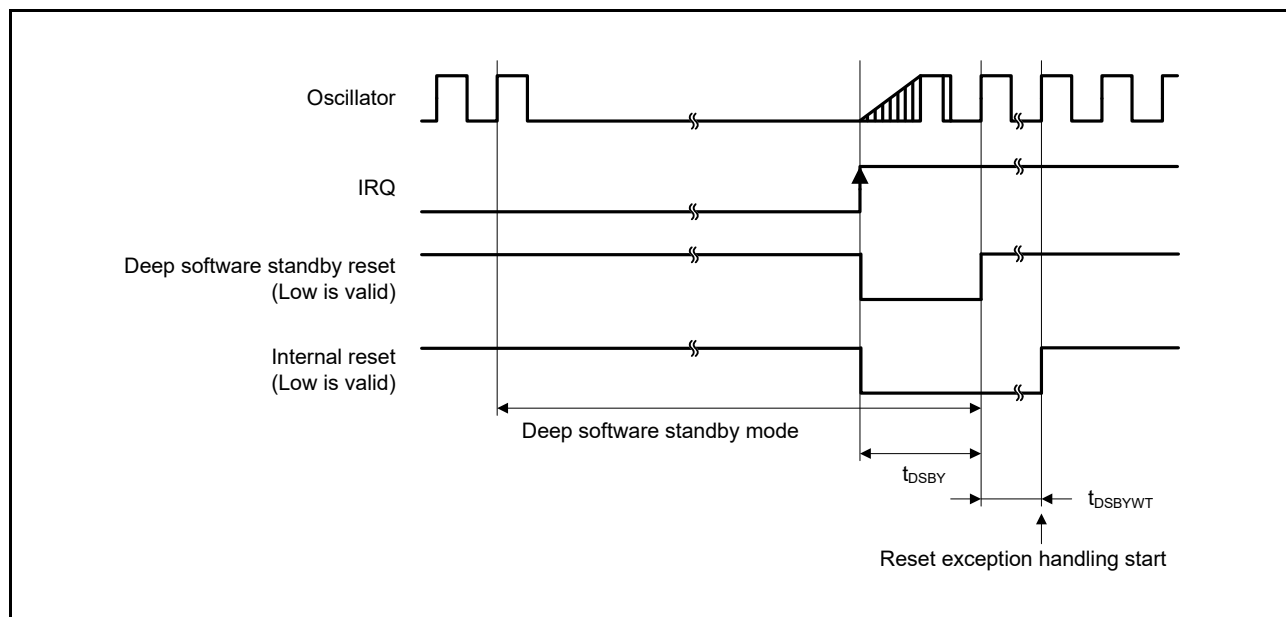 Oscillator
IRQ
Deep software standby reset
(Low is valid)
Internal reset
(Low is valid)
Deep software standby mode
tDSBY
tDSBYWT
Reset exception handling start